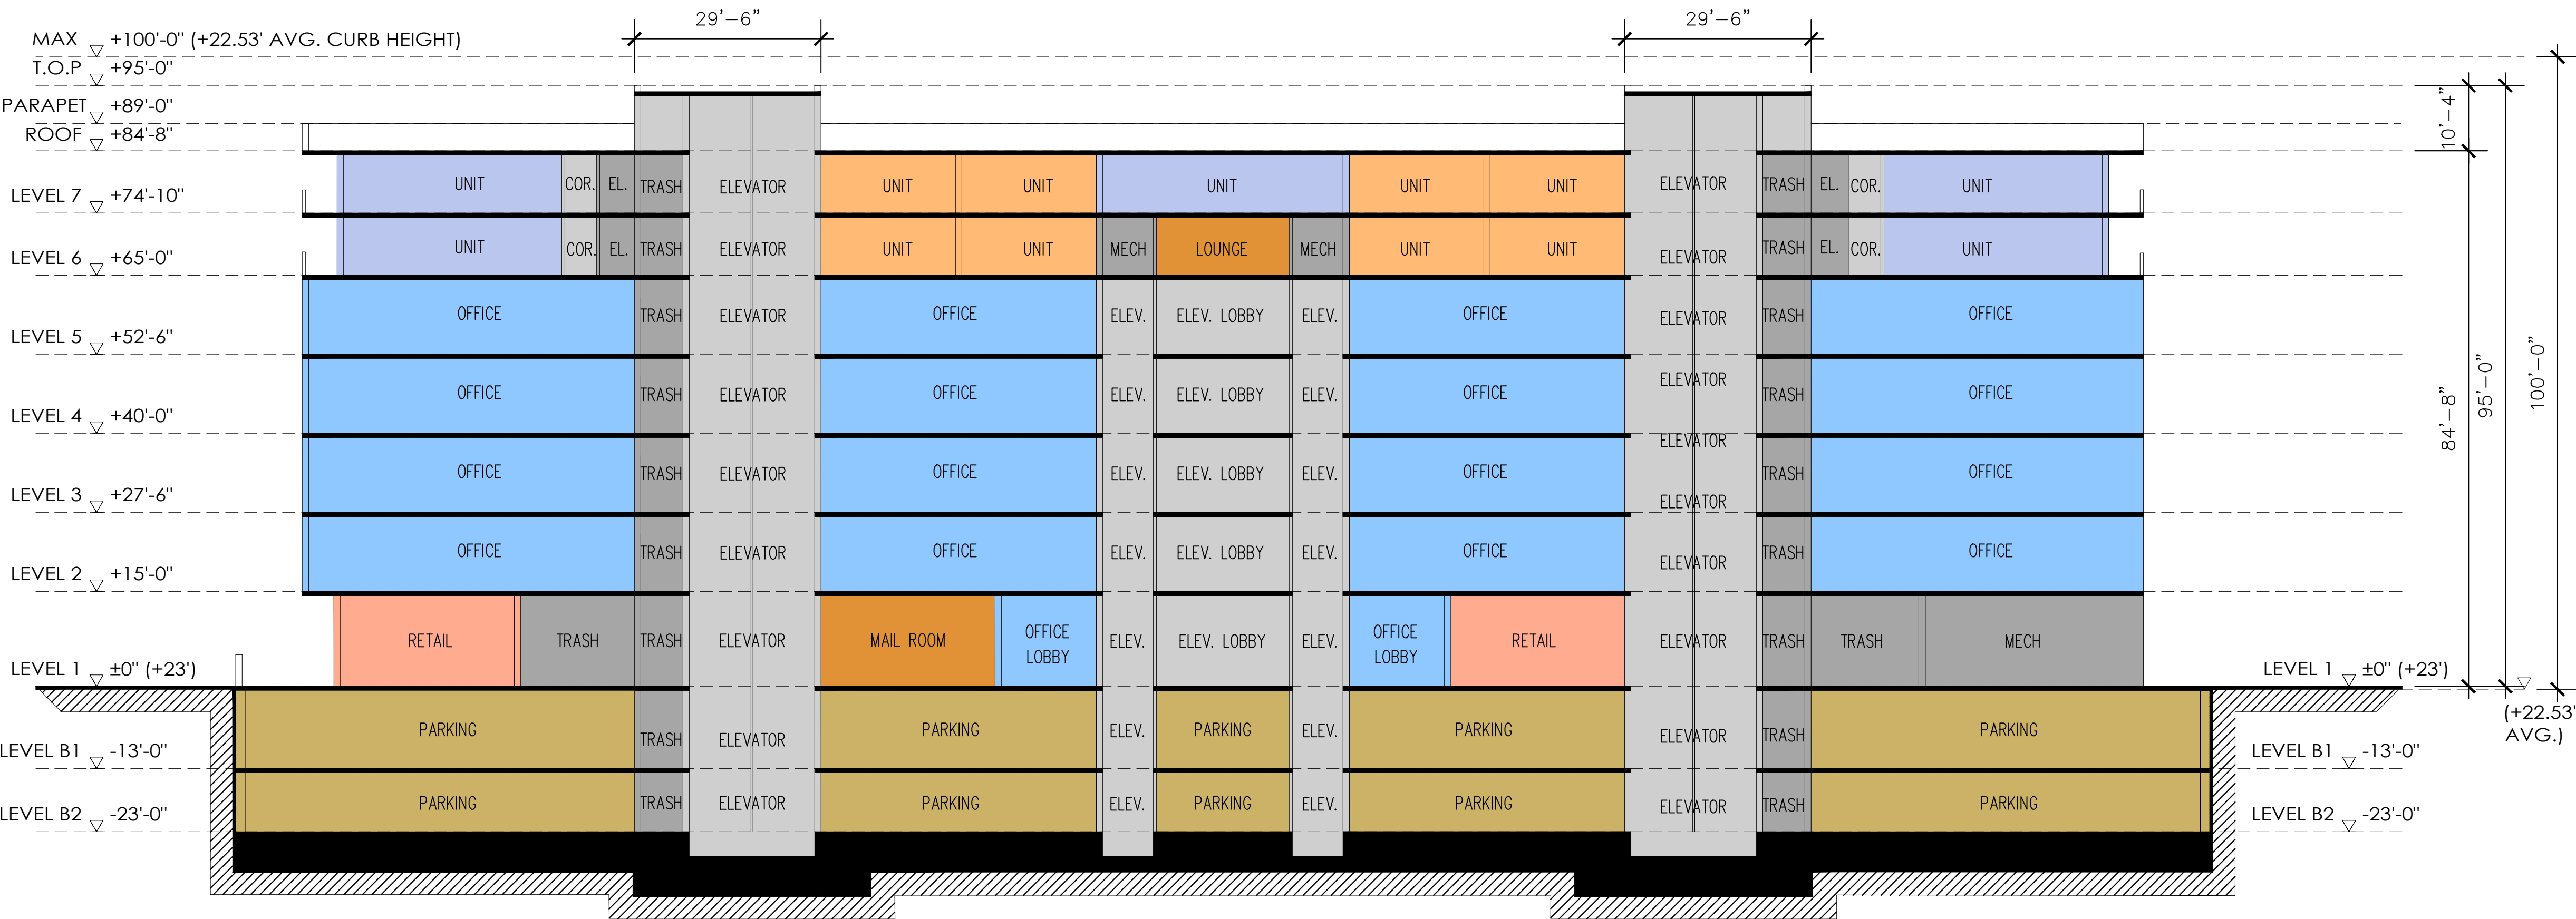 29'-6"
29'-6"
MAX +100'-0" (+22.53' AVG. CURB HEIGHT)
T.O.P +95'-0"
PARAPET +89'-0"
10'-4"
ROOF +84'-8"
UNIT COR. EL. TRASH ELEVATOR UNIT UNIT UNIT UNIT UNIT ELEVATOR TRASH EL. COR. UNIT
LEVEL 7 +74'-10"
UNIT COR. EL. TRASH ELEVATOR UNIT UNIT MECH LOUNGE MECH UNIT UNIT ELEVATOR TRASH EL. COR. UNIT
LEVEL 6 +65'-0"
OFFICE TRASH ELEVATOR OFFICE ELEV. ELEV. LOBBY ELEV. OFFICE ELEVATOR TRASH OFFICE
LEVEL 5 +52'-6"
OFFICE TRASH ELEVATOR OFFICE ELEV. ELEV. LOBBY ELEV. OFFICE ELEVATOR TRASH OFFICE
84'-8"
95'-0"
100'-0"
LEVEL 4 +40'-0"
ELEVATOR
OFFICE TRASH ELEVATOR OFFICE ELEV. ELEV. LOBBY ELEV. OFFICE ELEVATOR TRASH OFFICE
LEVEL 3 +27'-6"
OFFICE TRASH ELEVATOR OFFICE ELEV. ELEV. LOBBY ELEV. OFFICE ELEVATOR TRASH OFFICE
LEVEL 2 +15'-0"
RETAIL TRASH TRASH ELEVATOR MAIL ROOM OFFICE LOBBY ELEV. ELEV. LOBBY ELEV. OFFICE LOBBY RETAIL ELEVATOR TRASH TRASH MECH
LEVEL 1 ±0" (+23')
LEVEL 1 ±0" (+23')
(+22.53'
AVG.)
PARKING TRASH ELEVATOR PARKING ELEV. PARKING ELEV. PARKING ELEVATOR TRASH PARKING
LEVEL B1 -13'-0"
LEVEL B1 -13'-0"
PARKING TRASH ELEVATOR PARKING ELEV. PARKING ELEV. PARKING ELEVATOR TRASH PARKING
LEVEL B2 -23'-0"
LEVEL B2 -23'-0"